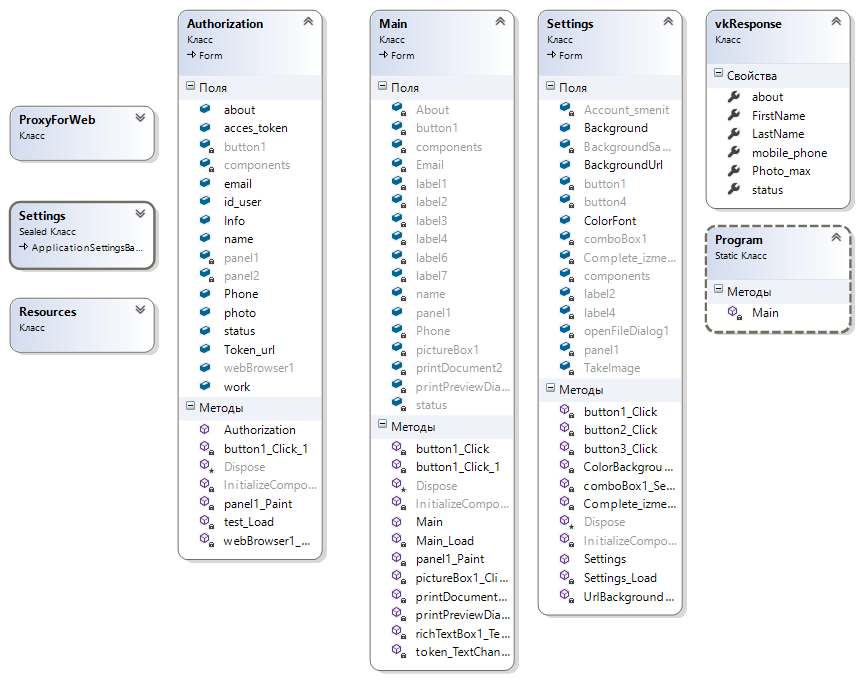 ProxyForWeb
Класс
Settings
Sealed Класс
ApplicationSettingsBa...
Resources
Класс
Authorization
Класс
Form
Поля
about
acces_token
button1
components
email
id_user
Info
name
panel1
panel2
Phone
photo
status
Token_url
webBrowser1
work
Методы
Authorization
button1_Click_1
Dispose
InitializeCompo...
panel1_Paint
test_Load
webBrowser1_...
Main
Класс
Form
Поля
About
button1
components
Email
label1
label2
label3
label4
label6
label7
name
panel1
Phone
pictureBox1
printDocument2
printPreviewDia...
status
Методы
button1_Click
button1_Click_1
Dispose
InitializeCompo...
Main
Main_Load
panel1_Paint
pictureBox1_Cli...
printDocument...
printPreviewDia...
richTextBox1_Te...
token_TextChan...
Settings
Класс
Form
Поля
Account_smenit
Background
BackgroundSa...
BackgroundUrl
button1
button4
ColorFont
comboBox1
Complete_izme...
components
label2
label4
openFileDialog1
panel1
TakeImage
Методы
button1_Click
button2_Click
button3_Click
ColorBackgrou...
comboBox1_Se...
Complete_izme...
Dispose
InitializeCompo...
Settings
Settings_Load
UrlBackground...
vkResponse
Класс
Свойства
about
FirstName
LastName
mobile_phone
Photo_max
status
Program
Static Класс
Методы
Main